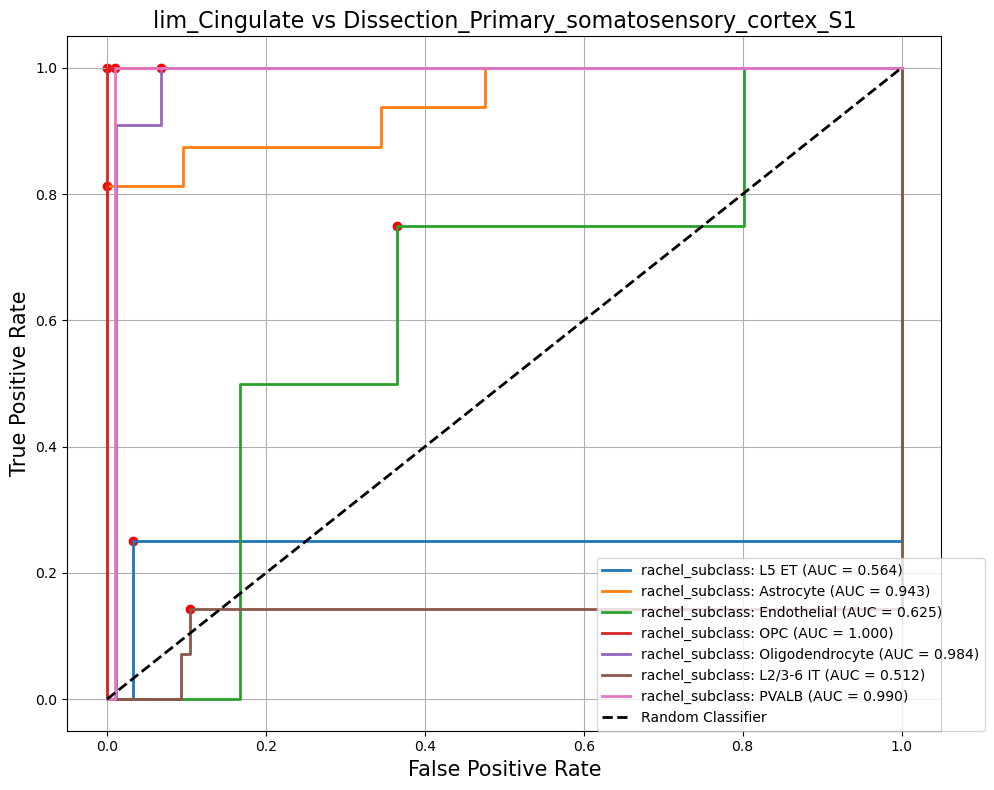 lim_Cingulate vs Dissection_Primary_somatosensory_cortex_S1
True Positive Rate
1.0
0.8
0.6
0.4
0.2
0.0
rachel_subclass: L5 ET (AUC = 0.564)
rachel_subclass: Astrocyte (AUC = 0.943)
rachel_subclass: Endothelial (AUC = 0.625)
rachel_subclass: OPC (AUC = 1.000)
rachel_subclass: Oligodendrocyte (AUC = 0.984)
rachel_subclass: L2/3-6 IT (AUC = 0.512)
rachel_subclass: PVALB (AUC = 0.990)
Random Classifier
0.0 0.2 0.4 0.6 0.8 1.0
False Positive Rate